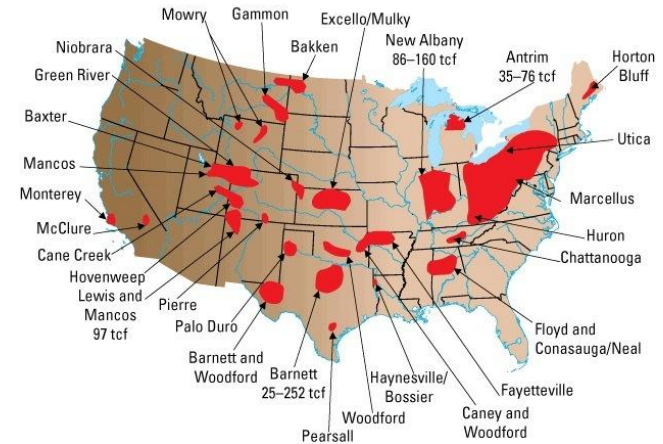 Mowry
Gammon
Excello/Mulky
Niobrara
Bakken
New Albany
86–160 tcf
Antrim
35–76 tcf
Horton
Bluff
Green River
Baxter
Utica
Mancos
Marcellus
Monterey
Huron
McClure
Chattanooga
Cane Creek
Hovenweep
Lewis and
Mancos
97 tcf
Pierre
Palo Duro
Floyd and
Conasauga/Neal
Barnett and
Woodford
Barnett
25–252 tcf
Haynesville/
Bossier
Fayetteville
Woodford
Caney and
Woodford
Pearsall